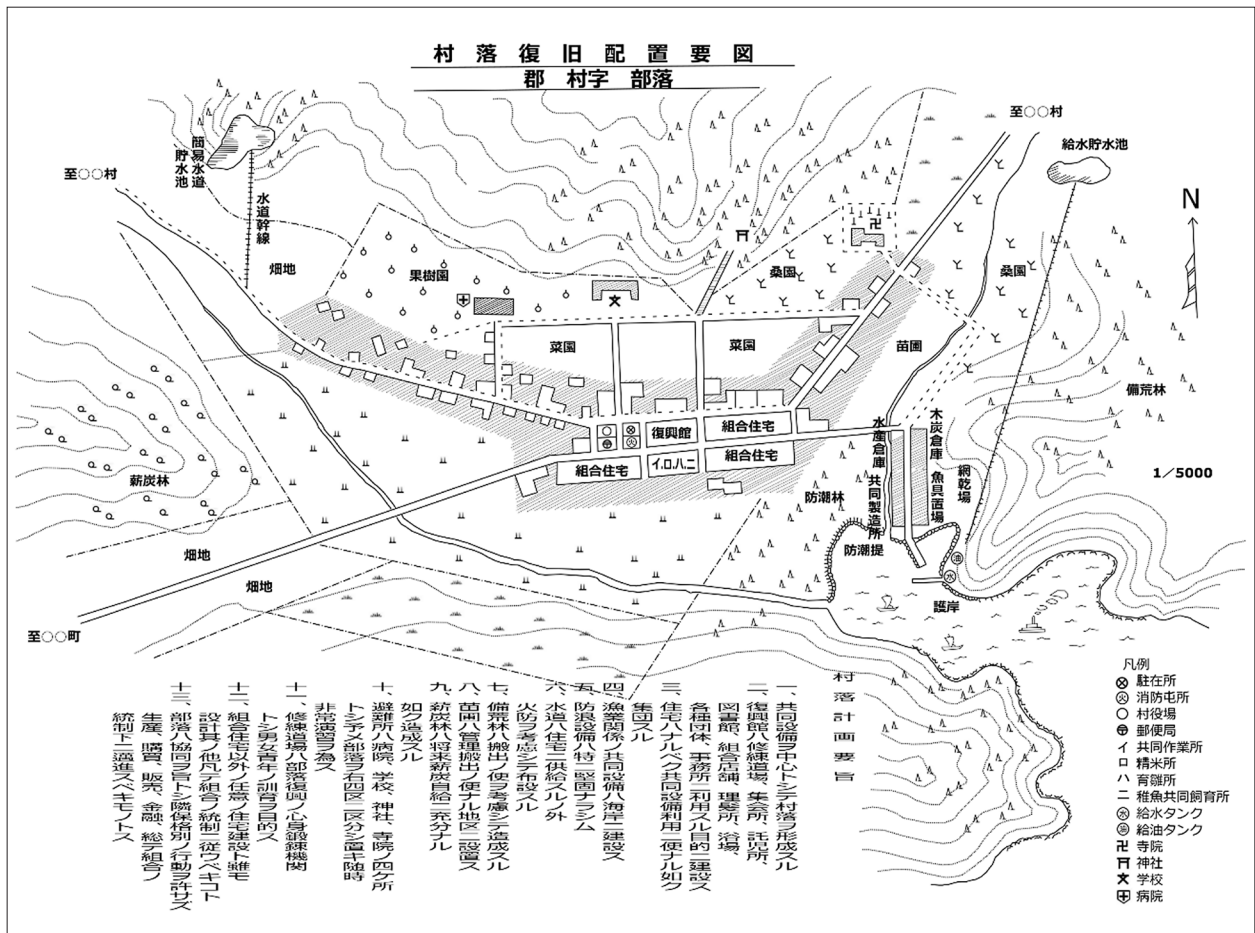 村落復旧配置要図
郡 村字 部落
至○○村
簡易水道
貯水池
水道幹線
至○○村
給水貯水池
N
畑地
果樹園
桑園
桑園
菜園
菜園
苗圃
備荒林
薪炭林
復興館
組合住宅
組合住宅
組合住宅
イ.ロ.ハ.ニ
水産倉庫
共同製造所
木炭倉庫
魚具置場
網乾場
1/5000
防潮林
防潮提
護岸
油
水
畑地
畑地
至○○町
村落計画要旨
一、共同設備ヲ中心トシテ村落ヲ形成スル
二、復興館ハ修練道場、集会所、託児所、
図書館、組合店舗、理髪所、浴場、
各種団体、事務所ニ利用スル目的ニ建設ス
三、住宅ハナルベク共同設備利用ニ便ナル如ク
集団スル
四、漁業関係ノ共同設備ハ海岸ニ建設ス
五、防浪設備ハ特ニ堅固ナラシム
六、水道ハ住宅ニ供給スルノ外
火防ヲ考慮シテ布設スル
七、備荒林ハ搬出ノ便ヲ考慮シテ造成スル
八、苗圃ハ管理搬出ノ便ナル地区ニ設置ス
九、薪炭林ハ将来薪炭自給ニ充分ナル
如ク造成スル
十、避難所ハ病院、学校、神社、寺院ノ四ケ所
トシ予メ部落ヲ右四区ニ区分シ置キ随時
非常演習ヲ為ス
十一、修練道場ハ部落復興ノ心身鍛錬機関
トシ男女青年ノ訓育ヲ目的ス
十二、組合住宅以外ノ任意ノ住宅建設ト雖モ
設計其ノ他凡テ組合ノ統制ニ従ウベキコト
十三、部落ハ協同ヲ旨トシ隣保格別ノ行動ヲ許サズ
生産、購買、販売、金融、総テ組合ノ
統制下ニ邁進スベキモノトス
凡例
駐在所
火 消防屯所
村役場
郵便局
イ 共同作業所
ロ 精米所
ハ 育雛所
ニ 稚魚共同飼育所
水 給水タンク
油 給油タンク
卍 寺院
神社
文 学校
病院